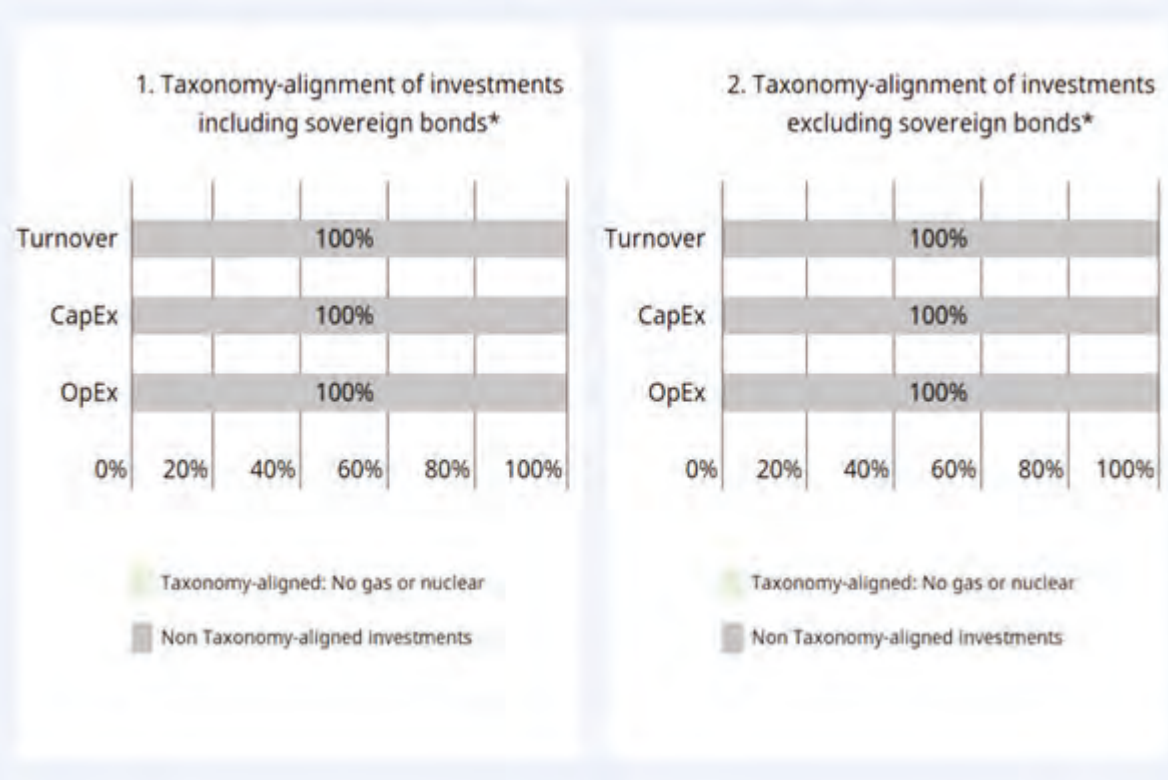 1. Taxonomy-alignment of investments
including sovereign bonds*
Turnover 100%
CapEx 100%
OpEx 100%
0% 20% 40% 60% 80% 100%
Taxonomy-aligned: No gas or nuclear
Non Taxonomy-aligned investments
2. Taxonomy-alignment of investments
excluding sovereign bonds*
Turnover 100%
CapEx 100%
OpEx 100%
0% 20% 40% 60% 80% 100%
Taxonomy-aligned: No gas or nuclear
Non Taxonomy-aligned investments